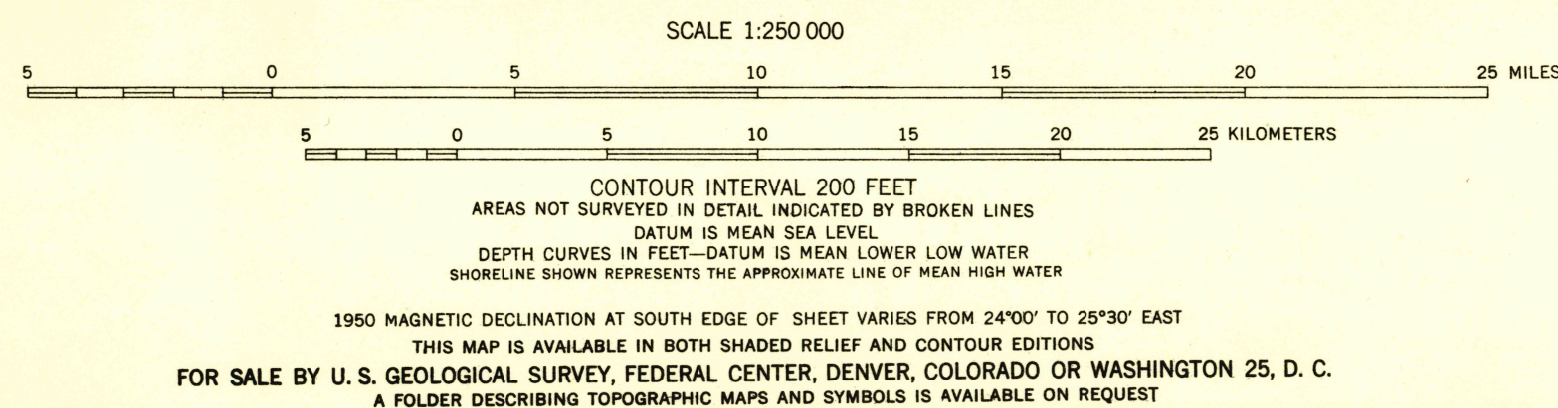 SCALE 1:250 000
5 0 5 10 15 20 25 MILES
5 0 5 10 15 20 25 KILOMETERS
CONTOUR INTERVAL 200 FEET
AREAS NOT SURVEYED IN DETAIL INDICATED BY BROKEN LINES
DATUM IS MEAN SEA LEVEL
DEPTH CURVES IN FEET—DATUM IS MEAN LOWER LOW WATER
SHORELINE SHOWN REPRESENTS THE APPROXIMATE LINE OF MEAN HIGH WATER
1950 MAGNETIC DECLINATION AT SOUTH EDGE OF SHEET VARIES FROM 24°00' TO 25°30' EAST
THIS MAP IS AVAILABLE IN BOTH SHADED RELIEF AND CONTOUR EDITIONS
FOR SALE BY U. S. GEOLOGICAL SURVEY, FEDERAL CENTER, DENVER, COLORADO OR WASHINGTON 25, D. C.
A FOLDER DESCRIBING TOPOGRAPHIC MAPS AND SYMBOLS IS AVAILABLE ON REQUEST